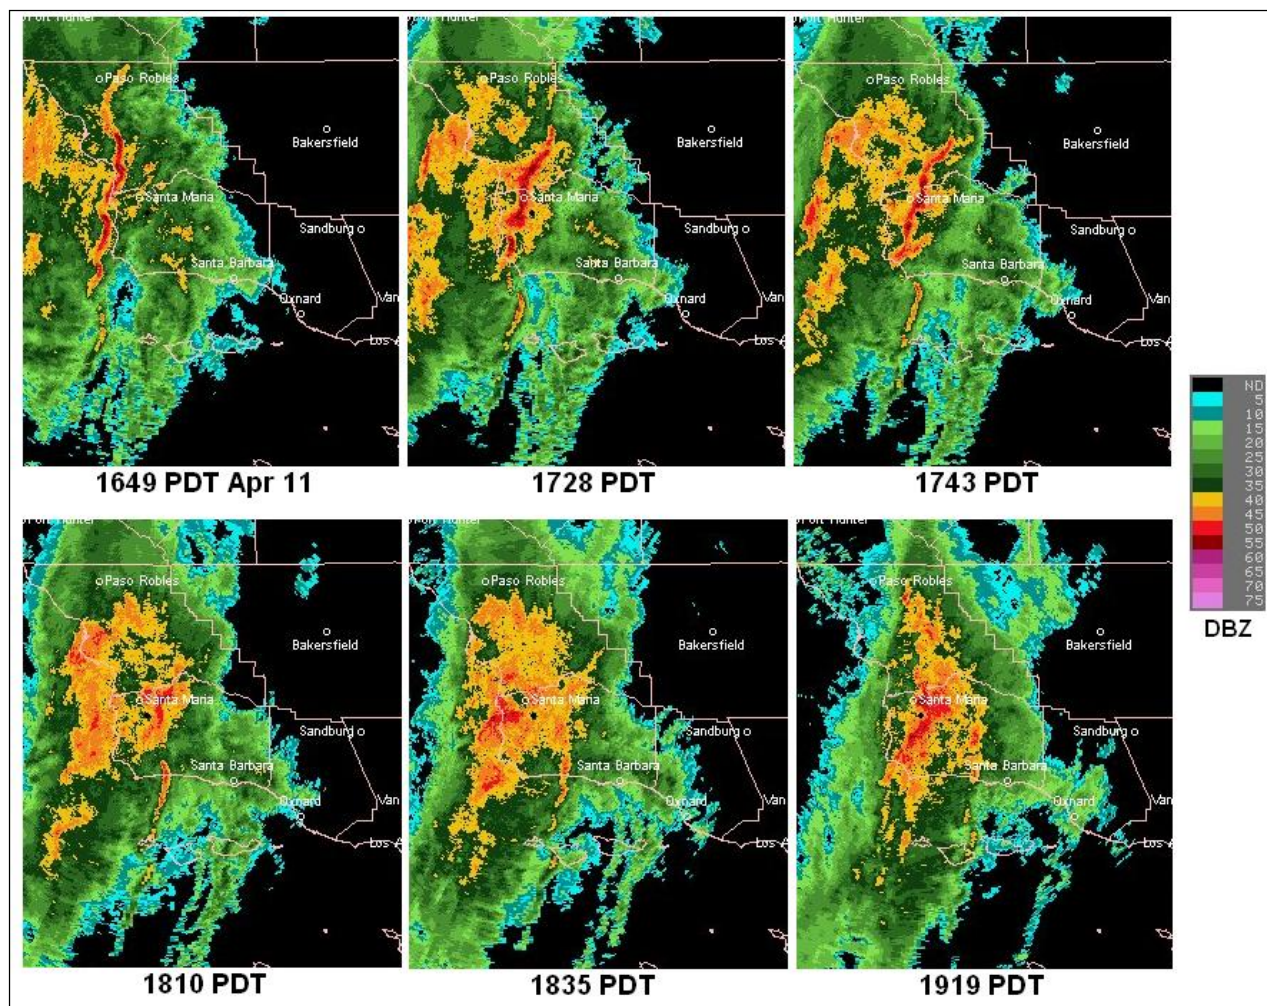 oPaso Robles
Bakersfield
Santa Maria
Sandburg
Santa Barbara
Oxnard
Van
Los A
1649 PDT Apr 11
Paso Robles
Bakersfield
Santa Maria
Sandburg
Santa Barbara
Oxnard
Van
Los A
1728 PDT
Paso Robles
Bakersfield
Santa Maria
Sandburg
Santa Barbara
Oxnard
Van
Los A
1743 PDT
ND
5
10
15
20
25
30
35
40
45
50
55
60
65
70
75
DBZ
Paso Robles
Bakersfield
Santa Maria
Sandburg
Santa Barbara
Oxnard
Van
Los A
1810 PDT
Paso Robles
Bakersfield
Santa Maria
Sandburg
Santa Barbara
Oxnard
Van
Los A
1835 PDT
Paso Robles
Bakersfield
Santa Maria
Sandburg
Santa Barbara
Oxnard
Van
Los A
1919 PDT